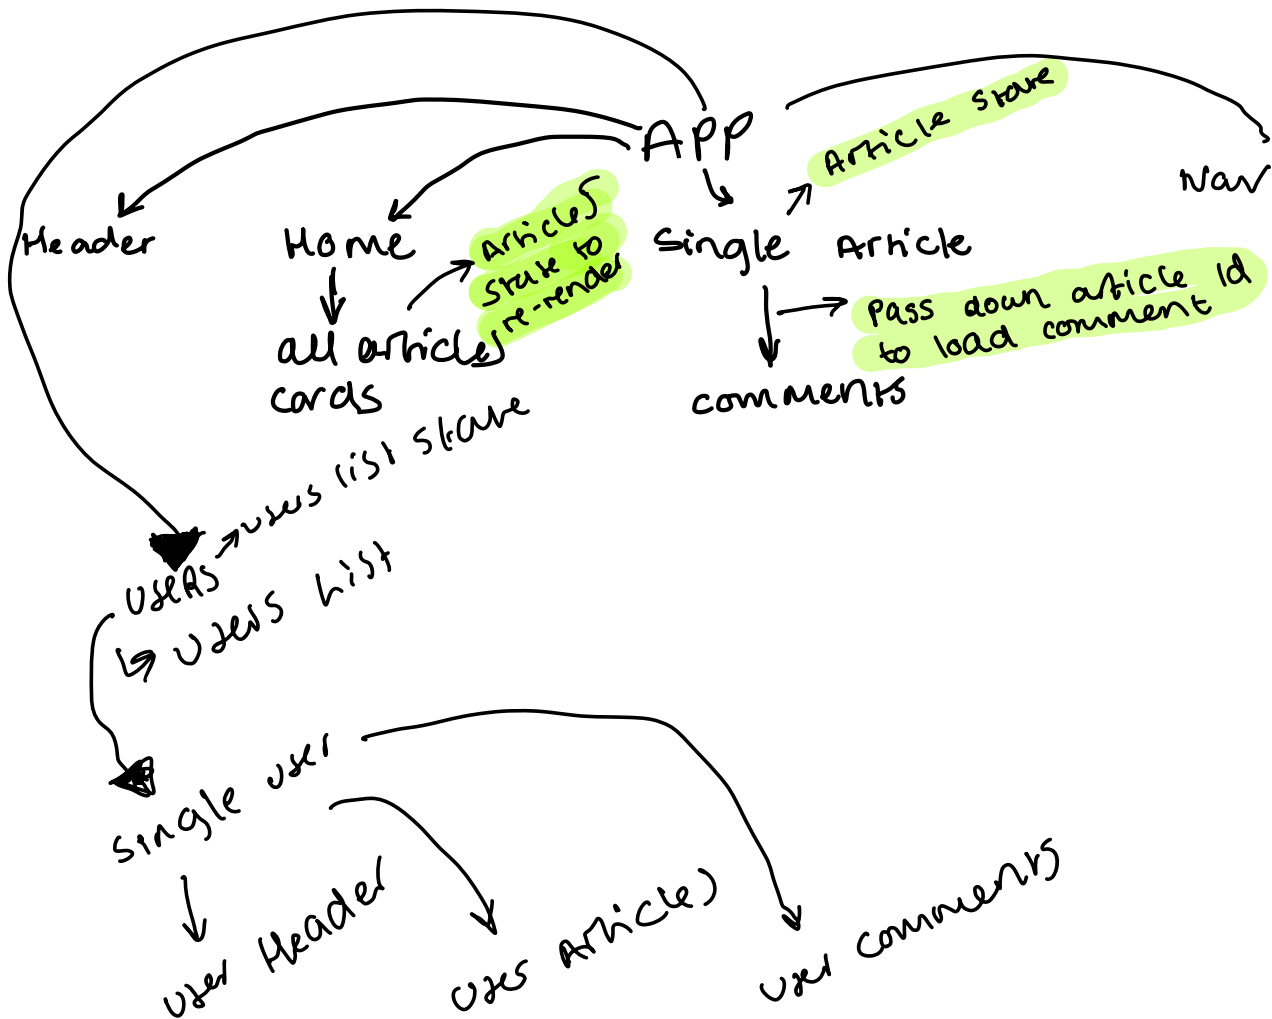 APP
Article state
Nav
Header
Home
Articles
state to
re-render
Single Article
all articles
cards
Pass down article id
to load comment
comments
users list state
users
users list
single user
user Header
user Articles
user comments